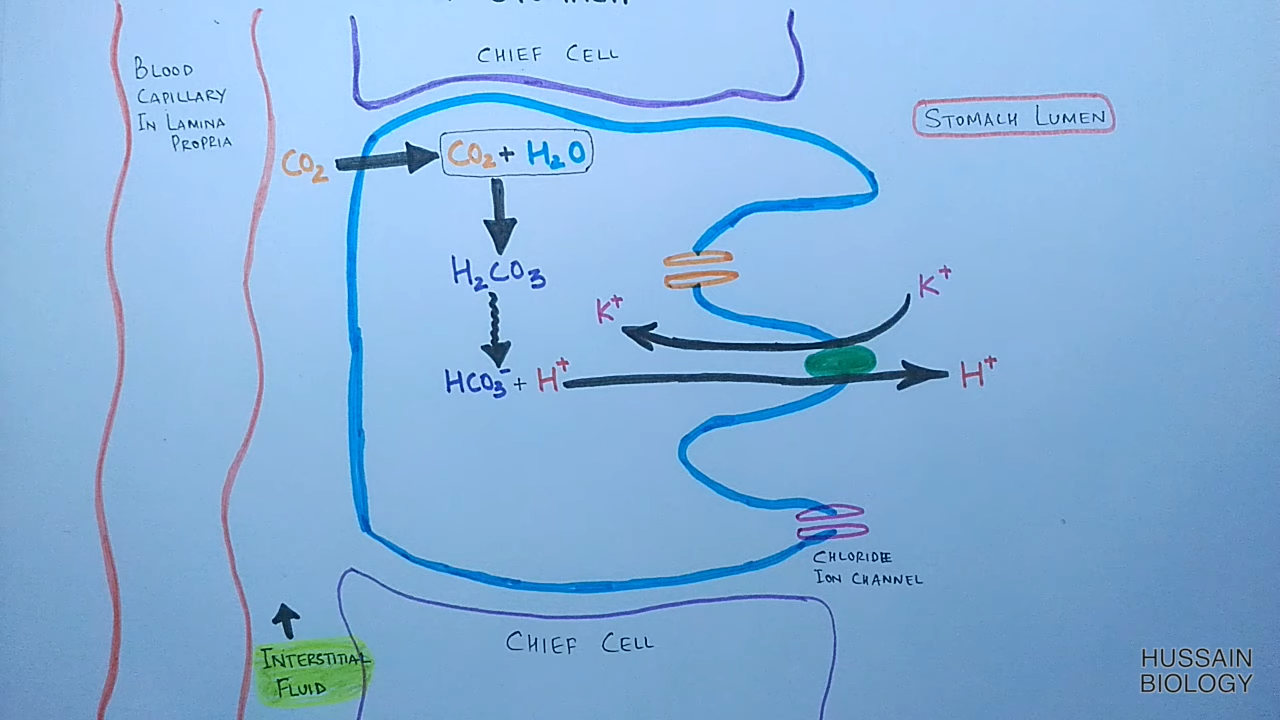 STOMACH
CHIEF CELL
BLOOD
CAPILLARY
IN LAMINA
PROPRIA
STOMACH LUMEN
CO₂
CO₂ + H₂O
H₂CO₃
K⁺
K⁺
HCO₃⁻ + H⁺
H⁺
CHLORIDE
ION CHANNEL
CHIEF CELL
INTERSTITIAL
FLUID
HUSSAIN
BIOLOGY